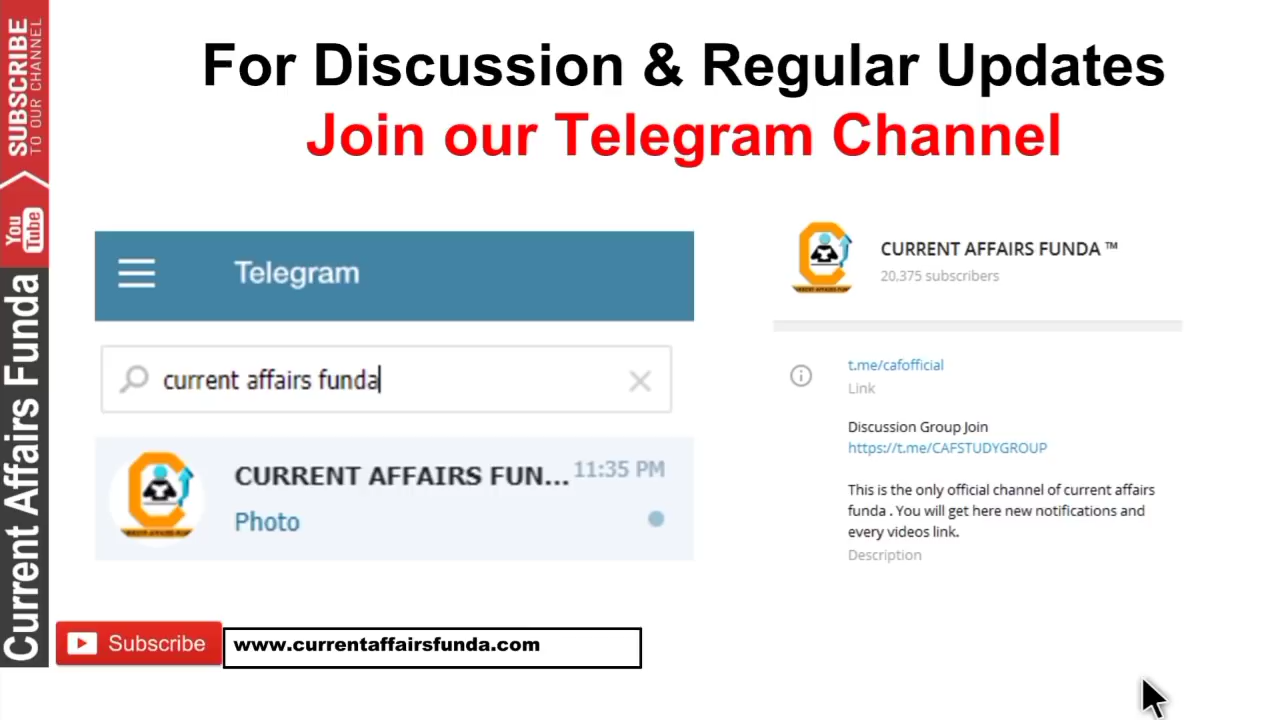 SUBSCRIBE
TO OUR CHANNEL
You
Tube
Current Affairs Funda
For Discussion & Regular Updates
Join our Telegram Channel
Telegram
current affairs funda
CURRENT AFFAIRS FUN...
11:35 PM
Photo
CURRENT AFFAIRS FUNDA ™
20,375 subscribers
t.me/cafofficial
Link
Discussion Group Join
https://t.me/CAFSTUDYGROUP
This is the only official channel of current affairs
funda . You will get here new notifications and
every videos link.
Description
Subscribe
www.currentaffairsfunda.com